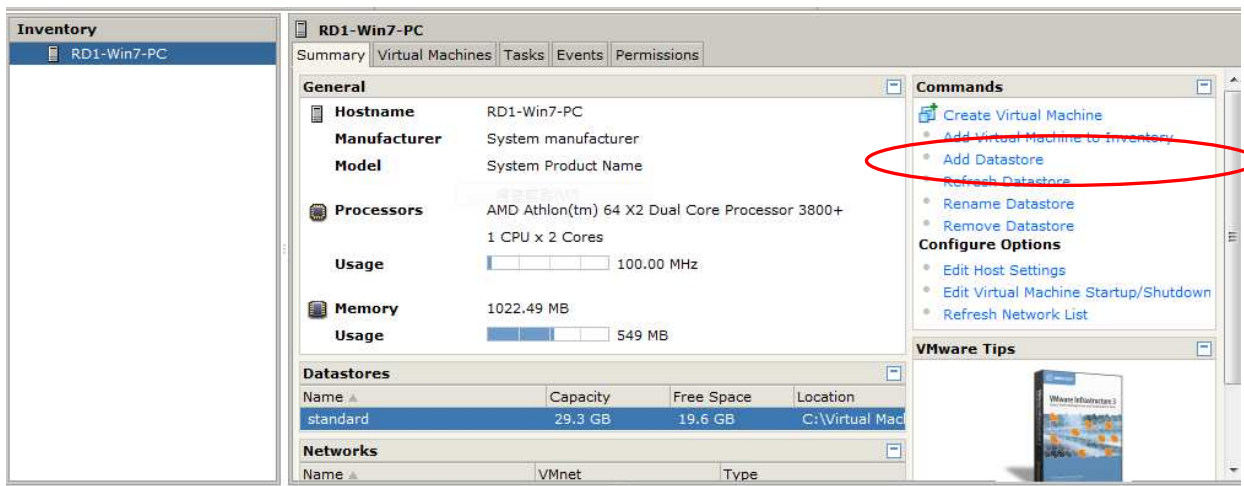 Inventory
RD1-Win7-PC
RD1-Win7-PC
Summary Virtual Machines Tasks Events Permissions
General
Hostname RD1-Win7-PC
Manufacturer System manufacturer
Model System Product Name
Processors AMD Athlon(tm) 64 X2 Dual Core Processor 3800+
1 CPU x 2 Cores
Usage 100.00 MHz
Memory 1022.49 MB
Usage 549 MB
Datastores
Name Capacity Free Space Location
standard 29.3 GB 19.6 GB C:\Virtual Mac
Networks
Name VMnet Type
Commands
Create Virtual Machine
Add Virtual Machine to Inventory
Add Datastore
Refresh Datastore
Rename Datastore
Remove Datastore
Configure Options
Edit Host Settings
Edit Virtual Machine Startup/Shutdown
Refresh Network List
VMware Tips
VMware Infrastructure 3